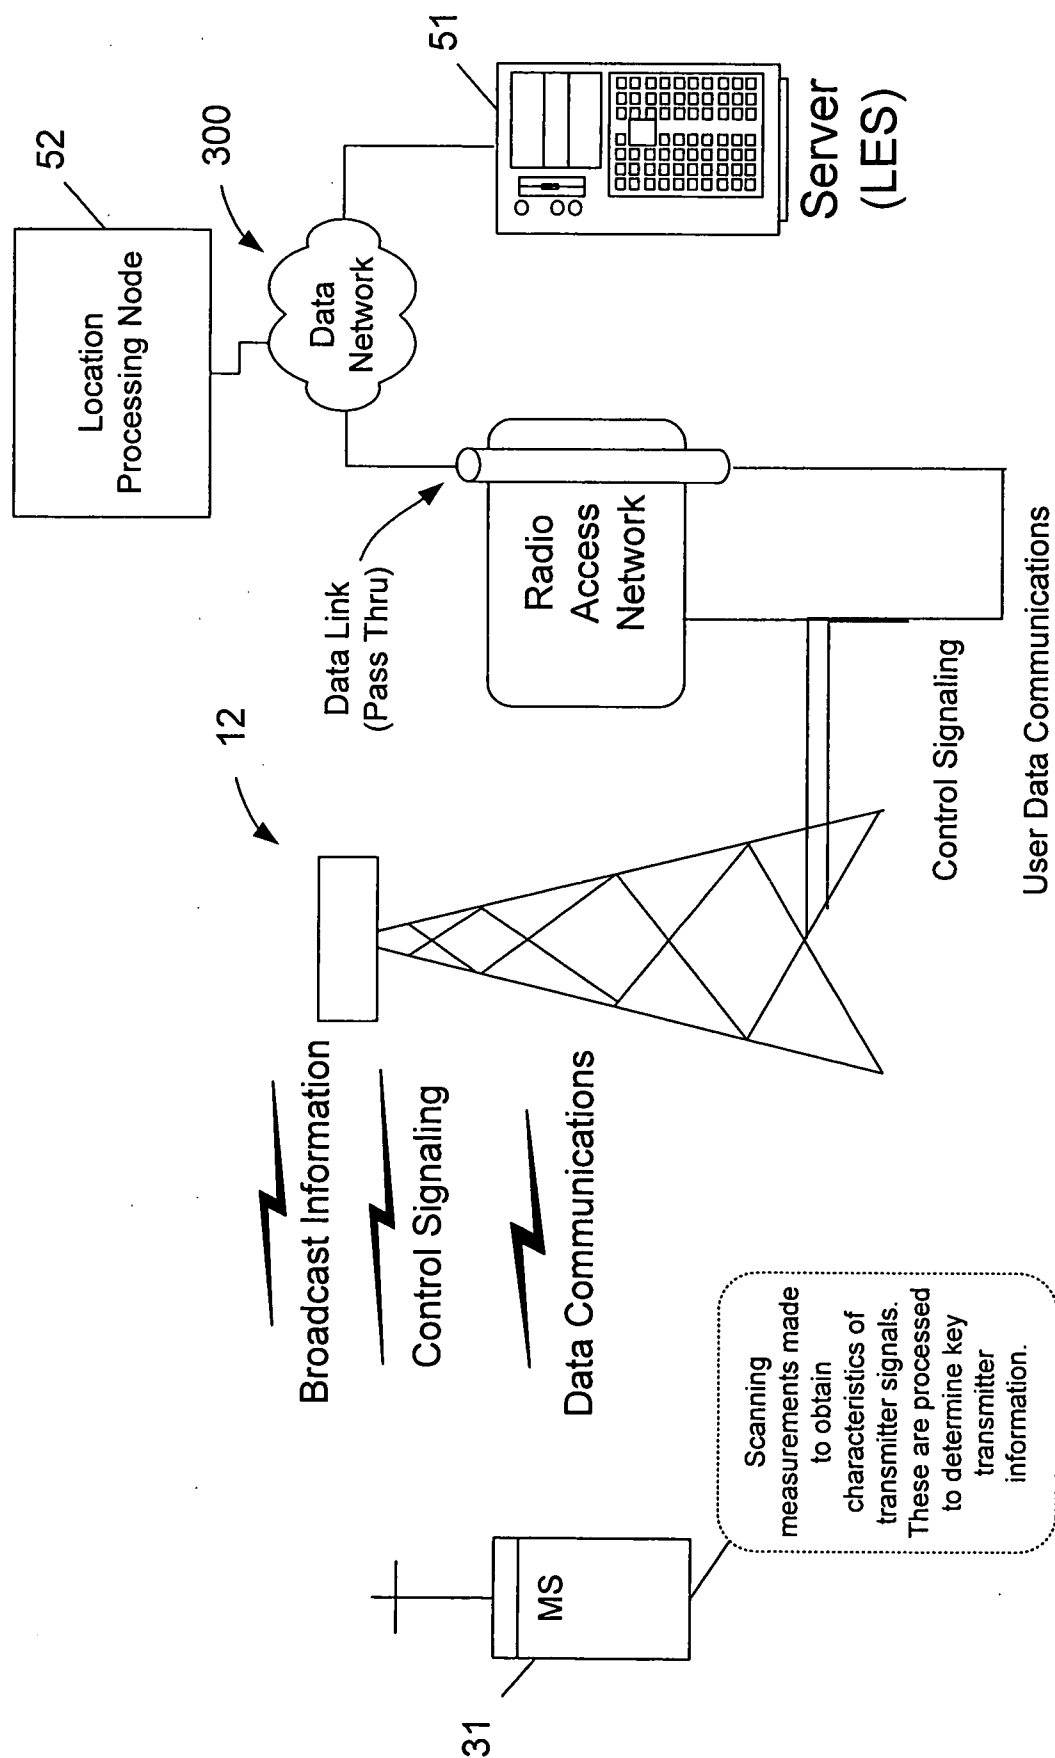 31
MS
Scanning
measurements made
to obtain
characteristics of
transmitter signals.
These are processed
to determine key
transmitter
information.
Broadcast Information
Control Signaling
Data Communications
12
Data Link
(Pass Thru)
Radio
Access
Network
Control Signaling
User Data Communications
52
Location
Processing Node
300
Data
Network
51
Server
(LES)